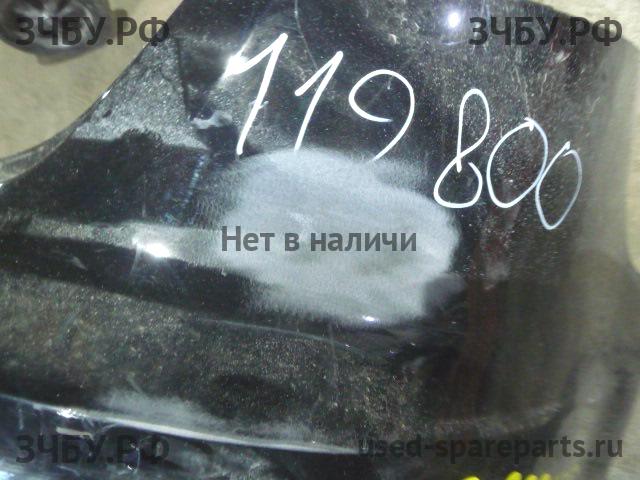 ЗЧБУ.РФ ЗЧБУ.РФ
119 800
Нет в наличи
ЗЧБУ.РФ used-spareparts.ru